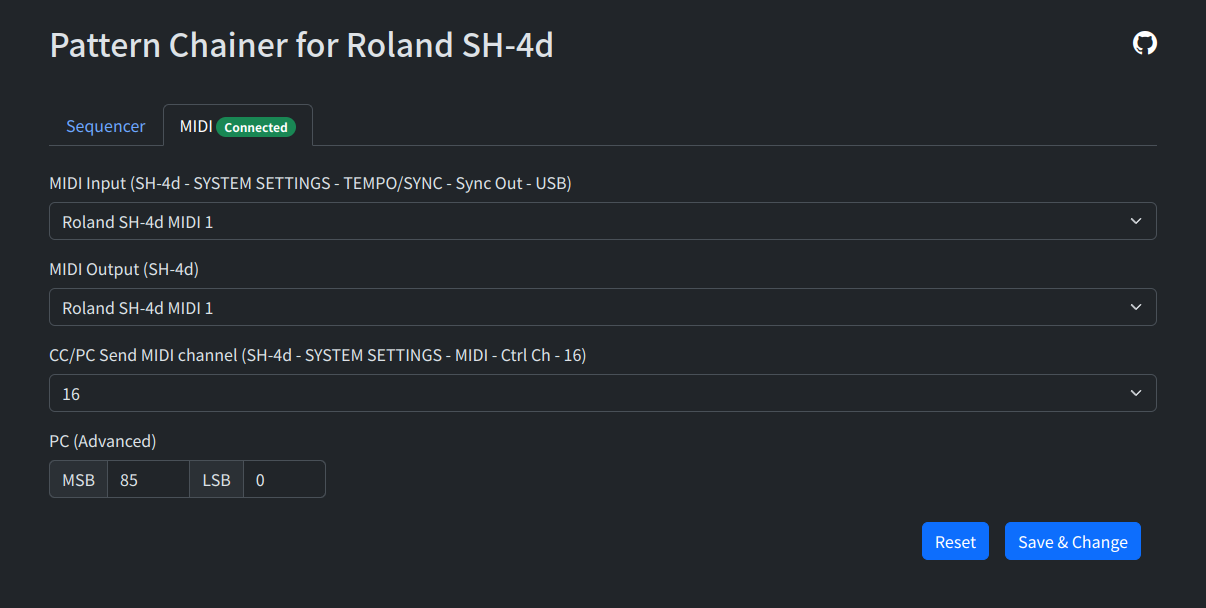 Pattern Chainer for Roland SH-4d
Sequencer
MIDI Connected
MIDI Input (SH-4d - SYSTEM SETTINGS - TEMPO/SYNC - Sync Out - USB)
Roland SH-4d MIDI 1
MIDI Output (SH-4d)
Roland SH-4d MIDI 1
CC/PC Send MIDI channel (SH-4d - SYSTEM SETTINGS - MIDI - Ctrl Ch - 16)
16
PC (Advanced)
MSB 85 LSB 0
Reset Save & Change